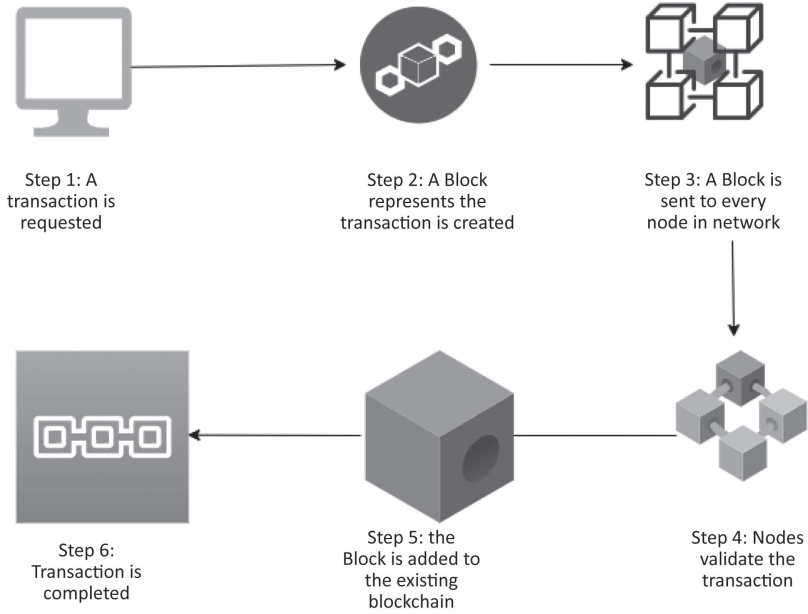 Step 1: A
transaction is
requested
Step 2: A Block
represents the
transaction is created
Step 3: A Block is
sent to every
node in network
Step 4: Nodes
validate the
transaction
Step 5: the
Block is added to
the existing
blockchain
Step 6:
Transaction is
completed